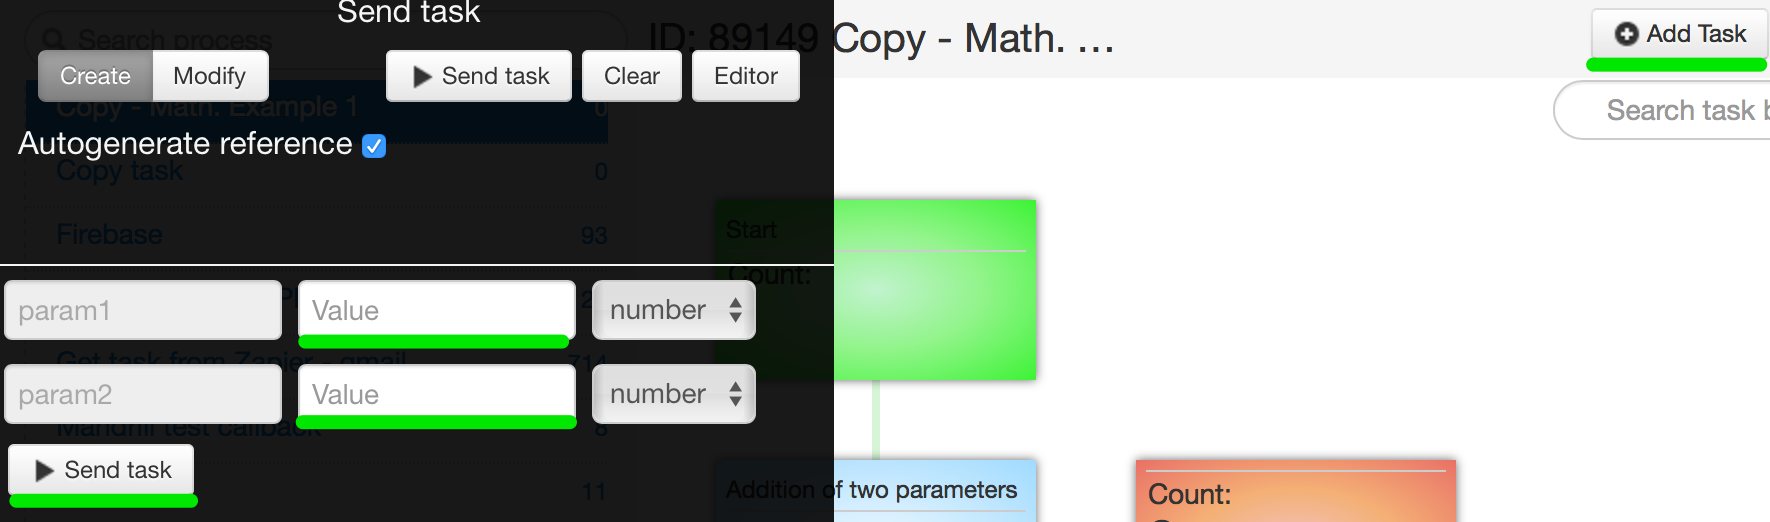 Send task
Search process
ID: 89149 Copy - Math. ...
Add Task
Create
Modify
Send task
Clear
Editor
Copy - Math. Example 1
0
Search task b
Autogenerate reference
Copy task
0
Start
Firebase
93
Count:
param1
Value
number
Get task from Zapier - gmail
714
param2
Value
number
Mandrill test callback
8
Send task
11
Addition of two parameters
Count: